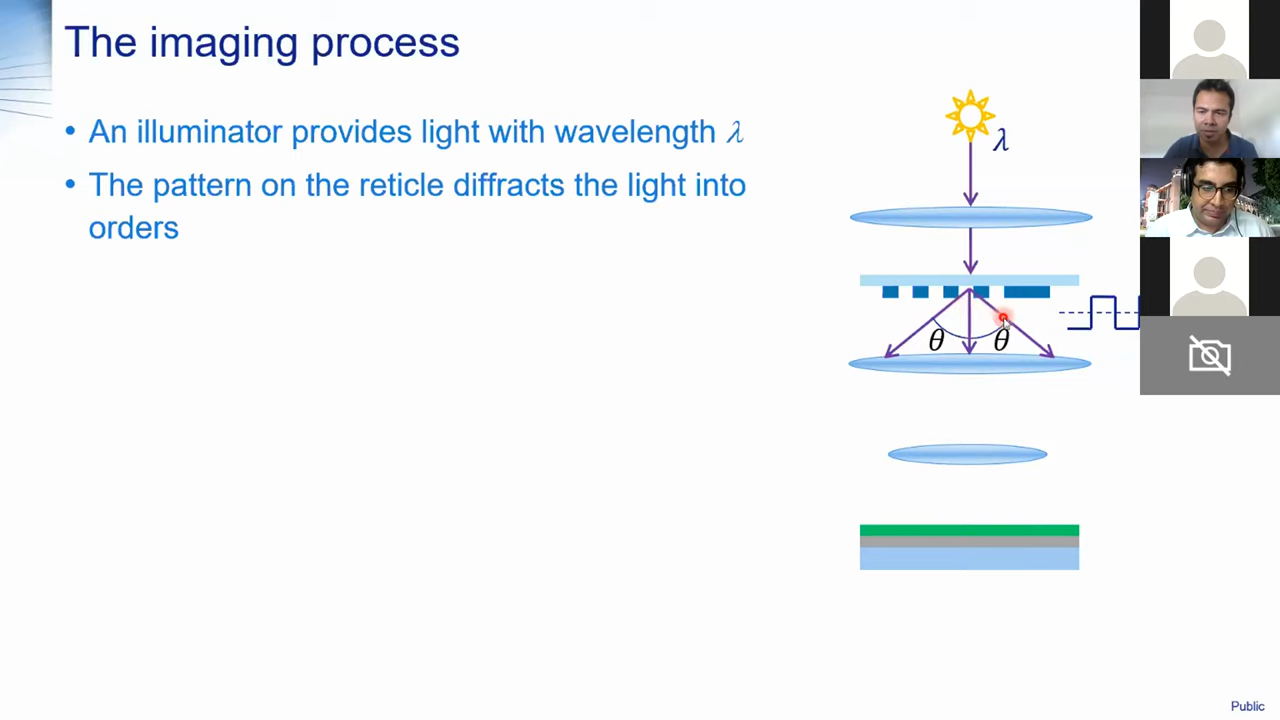 The imaging process
• An illuminator provides light with wavelength λ
• The pattern on the reticle diffracts the light into
orders
λ
θ θ
Public